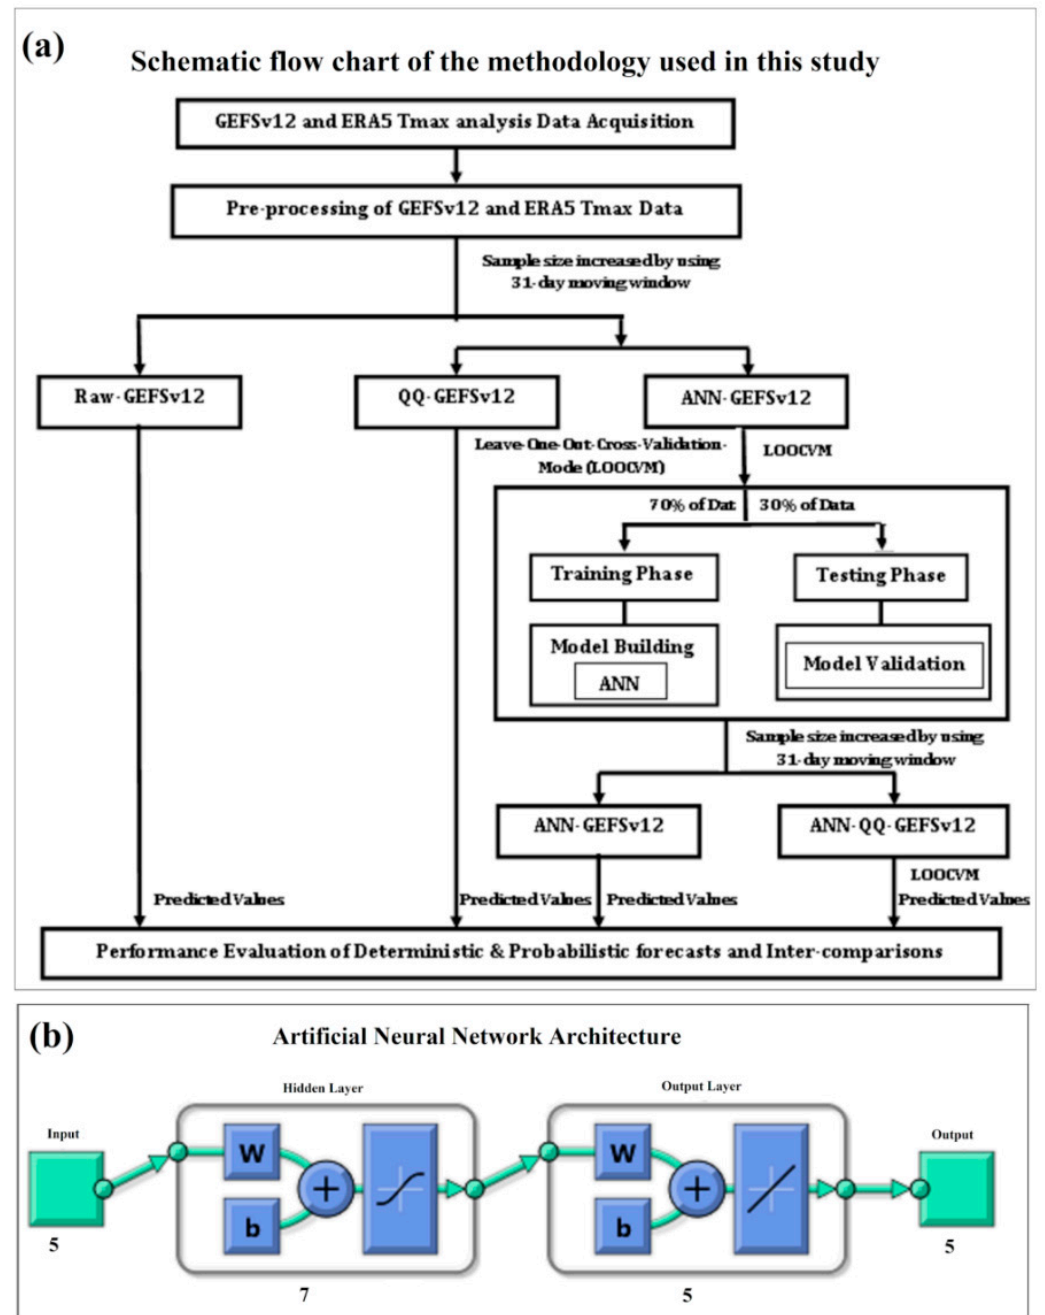 (a)
Schematic flow chart of the methodology used in this study
GEFSv12 and ERA5 Tmax analysis Data Acquisition
Pre-processing of GEFSv12 and ERA5 Tmax Data
Sample size increased by using
31-day moving window
Raw-GEFSv12
QQ-GEFSv12
ANN-GEFSv12
Leave-One-Out-Cross-Validation-
Mode (LOOCVM)
LOOCVM
70% of Dat
30% of Data
Training Phase
Testing Phase
Model Building
ANN
Model Validation
Sample size increased by using
31-day moving window
ANN-GEFSv12
ANN-QQ-GEFSv12
LOOCVM
Predicted Values
Predicted Values
Predicted Values
Predicted Values
Performance Evaluation of Deterministic & Probabilistic forecasts and Inter-comparisons
(b)
Artificial Neural Network Architecture
Hidden Layer
Output Layer
Input
Output
W
b
+
W
b
+
5
7
5
5